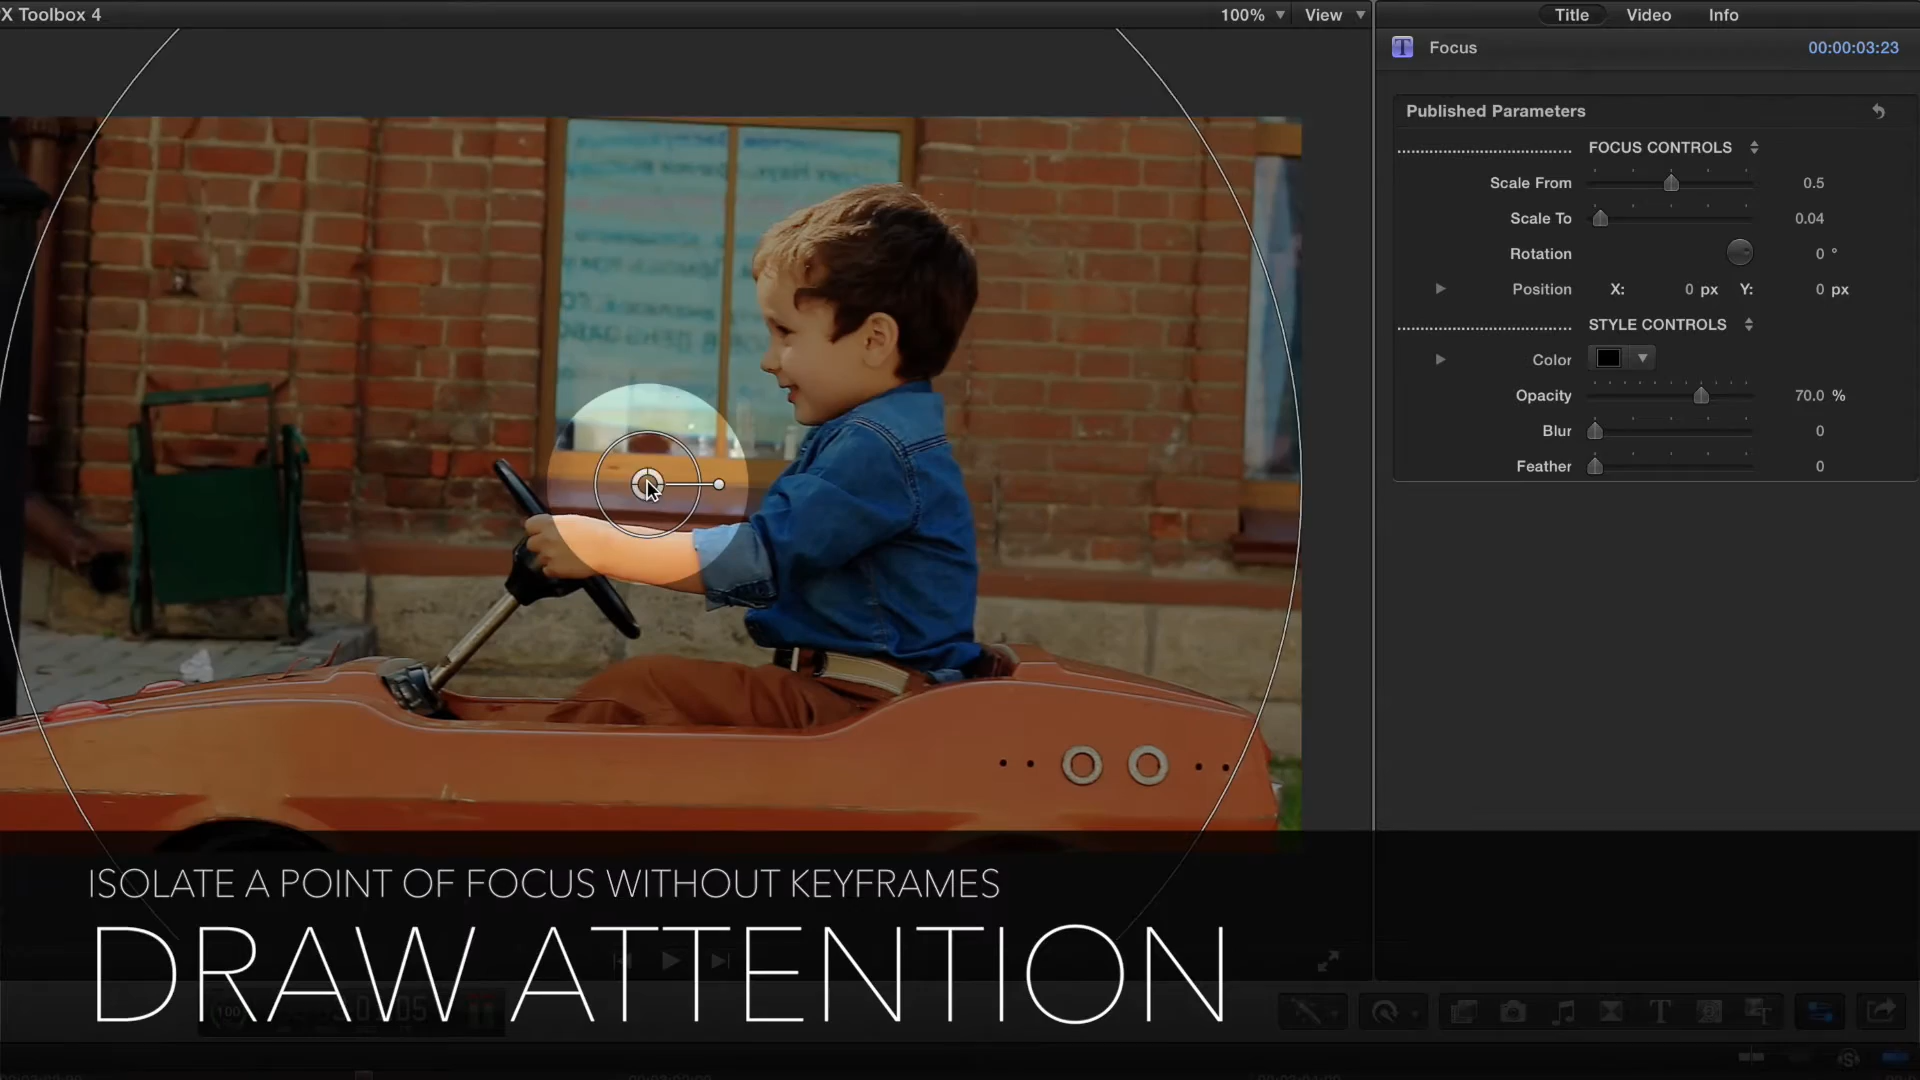 X Toolbox 4
100%
View
Title
Video
Info
Focus
00:00:03:23
Published Parameters
FOCUS CONTROLS
Scale From
0.5
Scale To
0.04
Rotation
0 °
Position
X: 0 px Y: 0 px
STYLE CONTROLS
Color
Opacity
70.0 %
Blur
0
Feather
0
ISOLATE A POINT OF FOCUS WITHOUT KEYFRAMES
DRAW ATTENTION
100